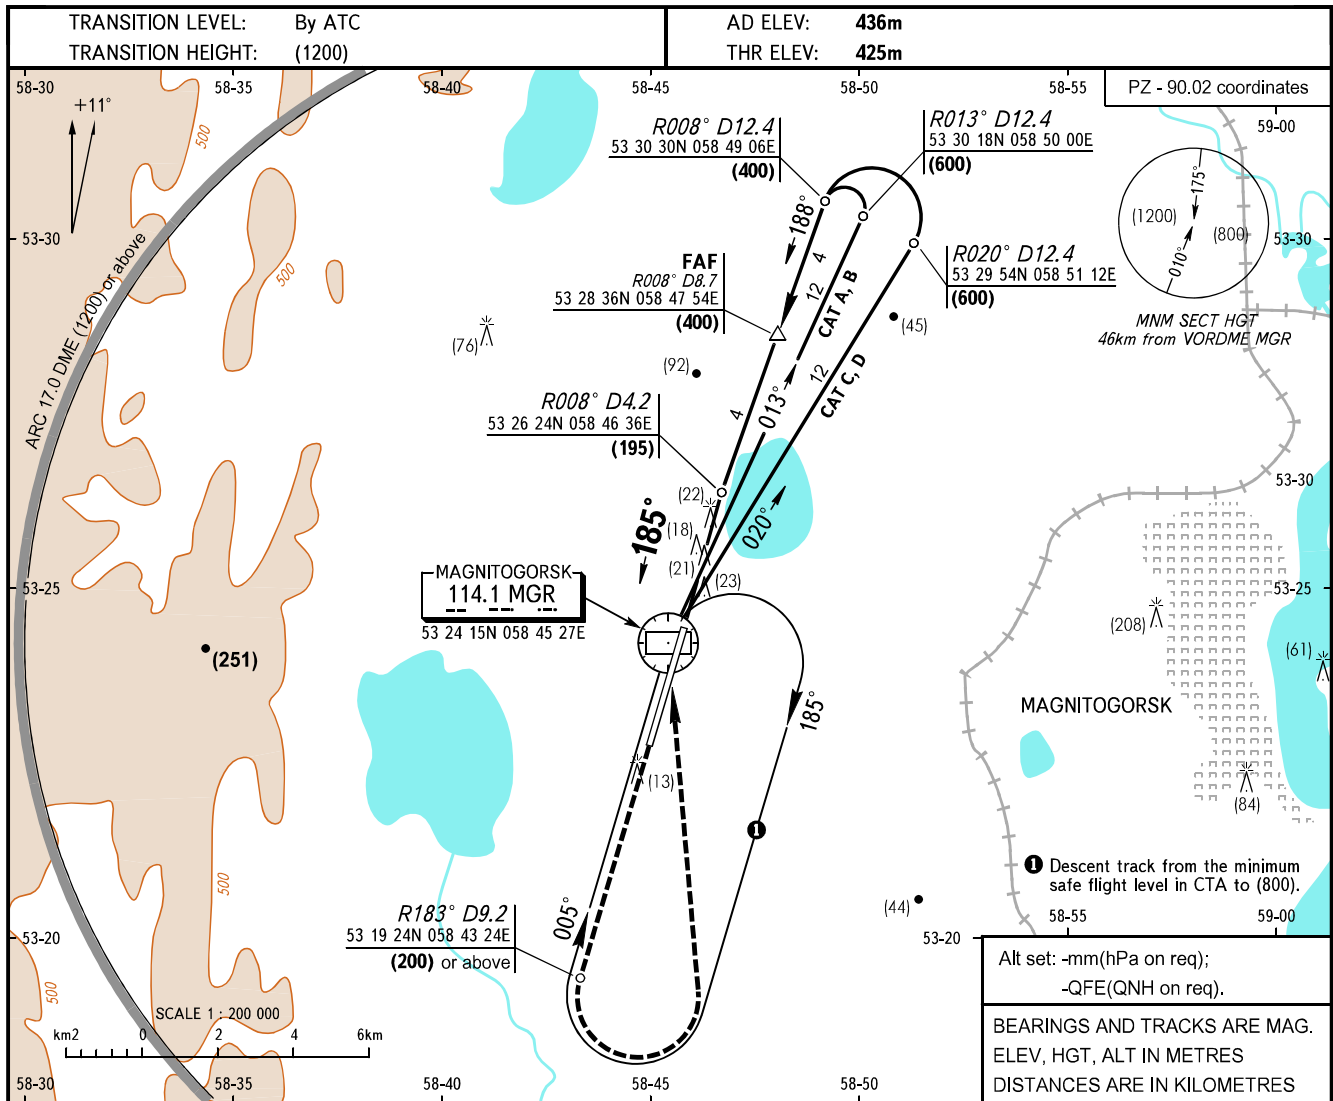 TRANSITION LEVEL: By ATC
TRANSITION HEIGHT: (1200)
AD ELEV: 436m
THR ELEV: 425m
58-30
58-35
58-40
58-45
58-50
58-55
PZ - 90.02 coordinates
59-00
+11°
500
500
R008° D12.4
53 30 30N 058 49 06E
(400)
R013° D12.4
53 30 18N 058 50 00E
(600)
175°
(1200)
(800)
010°
MNM SECT HGT
46km from VORDME MGR
53-30
53-30
ARC 17.0 DME (1200) or above
188°
4
FAF
R008° D8.7
53 28 36N 058 47 54E
(400)
R020° D12.4
53 29 54N 058 51 12E
(600)
12
CAT A, B
(45)
(76)
(92)
12
CAT C, D
013°
4
R008° D4.2
53 26 24N 058 46 36E
(195)
53-30
(22)
(18)
(21)
(23)
185°
020°
MAGNITOGORSK
114.1 MGR
53 24 15N 058 45 27E
53-25
53-25
(208)
(61)
(251)
MAGNITOGORSK
185°
(13)
(84)
1
1 Descent track from the minimum
safe flight level in CTA to (800).
500
(44)
58-55
59-00
005°
R183° D9.2
53 19 24N 058 43 24E
(200) or above
53-20
53-20
500
SCALE 1 : 200 000
km2 0 2 4 6km
Alt set: -mm(hPa on req);
-QFE(QNH on req).
BEARINGS AND TRACKS ARE MAG.
ELEV, HGT, ALT IN METRES
DISTANCES ARE IN KILOMETRES
58-30
58-35
58-40
58-45
58-50